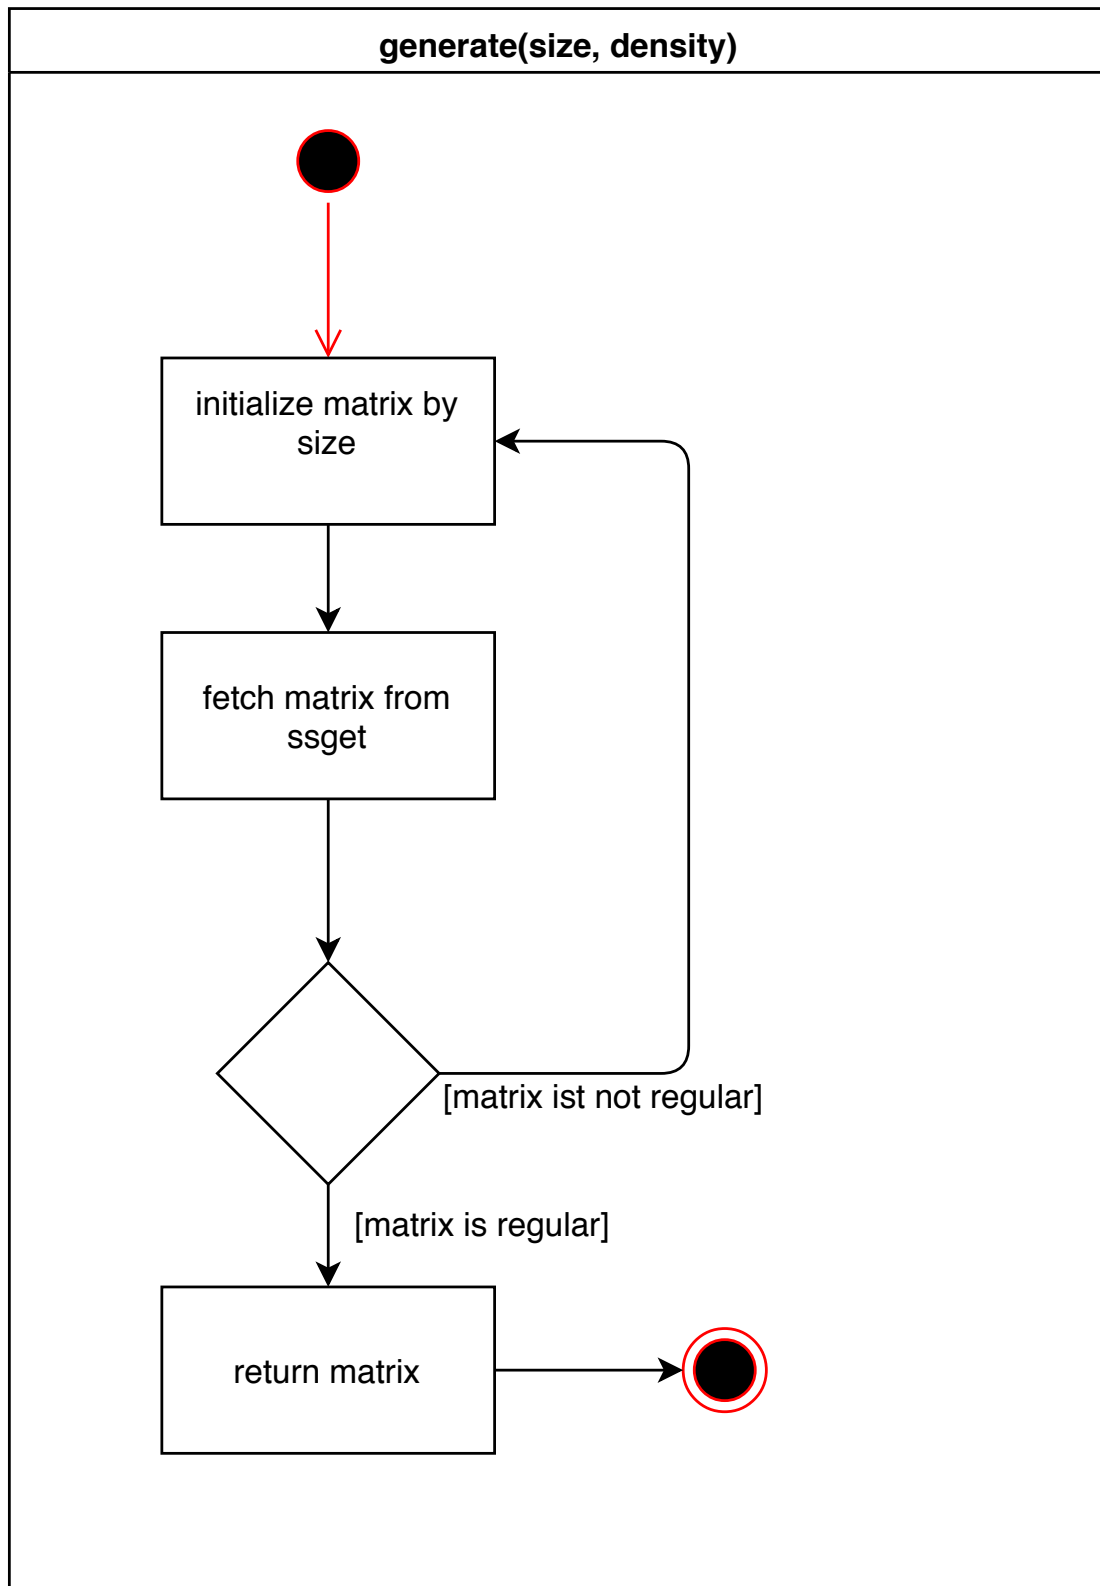 generate(size, density)
initialize matrix by
size
fetch matrix from
ssget
[matrix ist not regular]
[matrix is regular]
return matrix